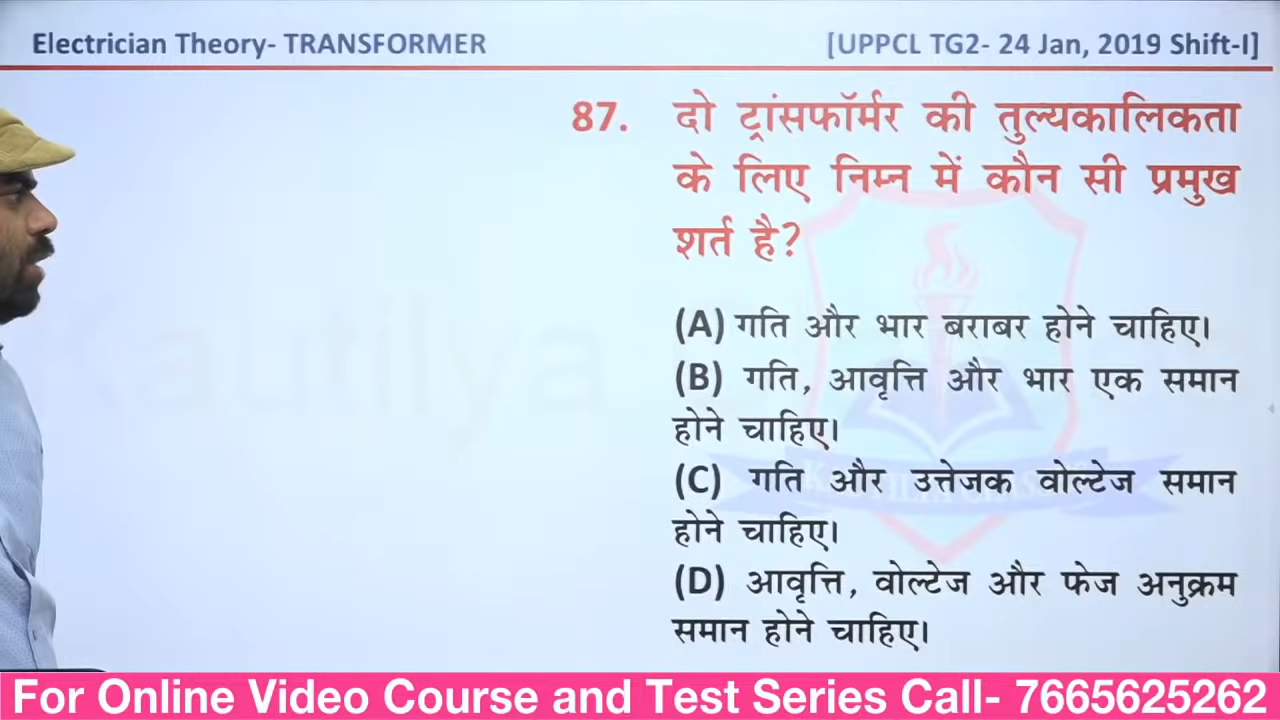 Electrician Theory- TRANSFORMER
[UPPCL TG2- 24 Jan, 2019 Shift-I]
87. दो ट्रांसफॉर्मर की तुल्यकालिकता
के लिए निम्न में कौन सी प्रमुख
शर्त है?
(A) गति और भार बराबर होने चाहिए।
(B) गति, आवृत्ति और भार एक समान
होने चाहिए।
(C) गति और उत्तेजक वोल्टेज समान
होने चाहिए।
(D) आवृत्ति, वोल्टेज और फेज अनुक्रम
समान होने चाहिए।
Kautilya
For Online Video Course and Test Series Call- 7665625262